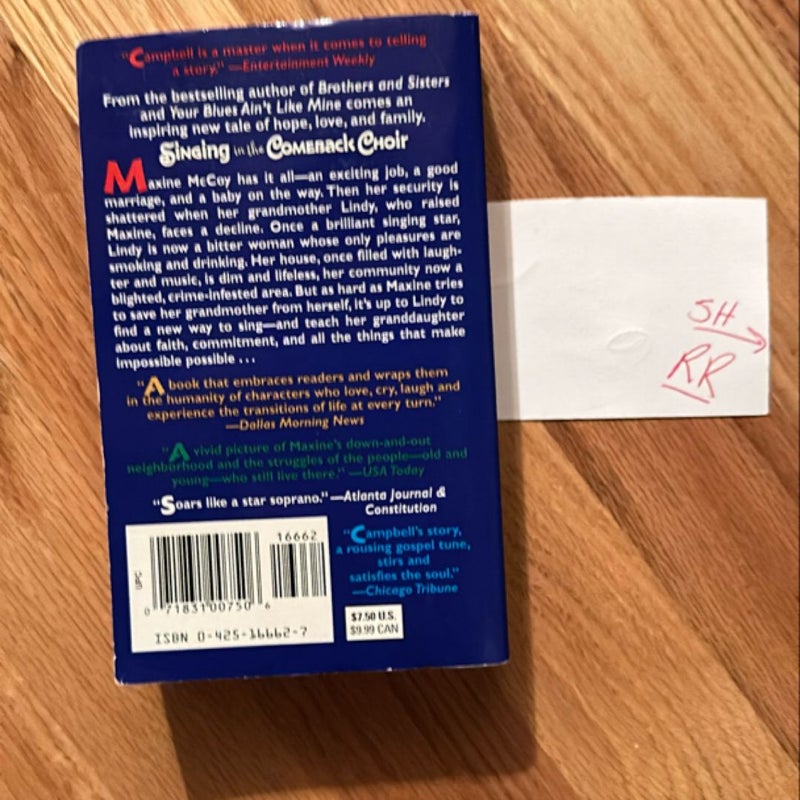 "Campbell is a master when it comes to telling
a story." —Entertainment Weekly
From the bestselling author of Brothers and Sisters
and Your Blues Ain't Like Mine comes an
inspiring new tale of hope, love, and family.
Singing in the Comeback Choir
Maxine McCoy has it all—an exciting job, a good
marriage, and a baby on the way. Then her security is
shattered when her grandmother Lindy, who raised
Maxine, faces a decline. Once a brilliant singing star,
Lindy is now a bitter woman whose only pleasures are
smoking and drinking. Her house, once filled with laugh-
ter and music, is dim and lifeless, her community now a
blighted, crime-infested area. But as hard as Maxine tries
to save her grandmother from herself, it's up to Lindy to
find a new way to sing—and teach her granddaughter
about faith, commitment, and all the things that make
impossible possible ...
"A book that embraces readers and wraps them
in the humanity of characters who love, cry, laugh and
experience the transitions of life at every turn."
—Dallas Morning News
"A vivid picture of Maxine's down-and-out
neighborhood and the struggles of the people—old and
young—who still live there." —USA Today
"Soars like a star soprano." —Atlanta Journal &
Constitution
"Campbell's story,
a rousing gospel tune,
stirs and
satisfies the soul."
—Chicago Tribune
$7.50 U.S.
$9.99 CAN
UPC
16662
0 71831 00750 6
ISBN 0-425-16662-7
SH
RR